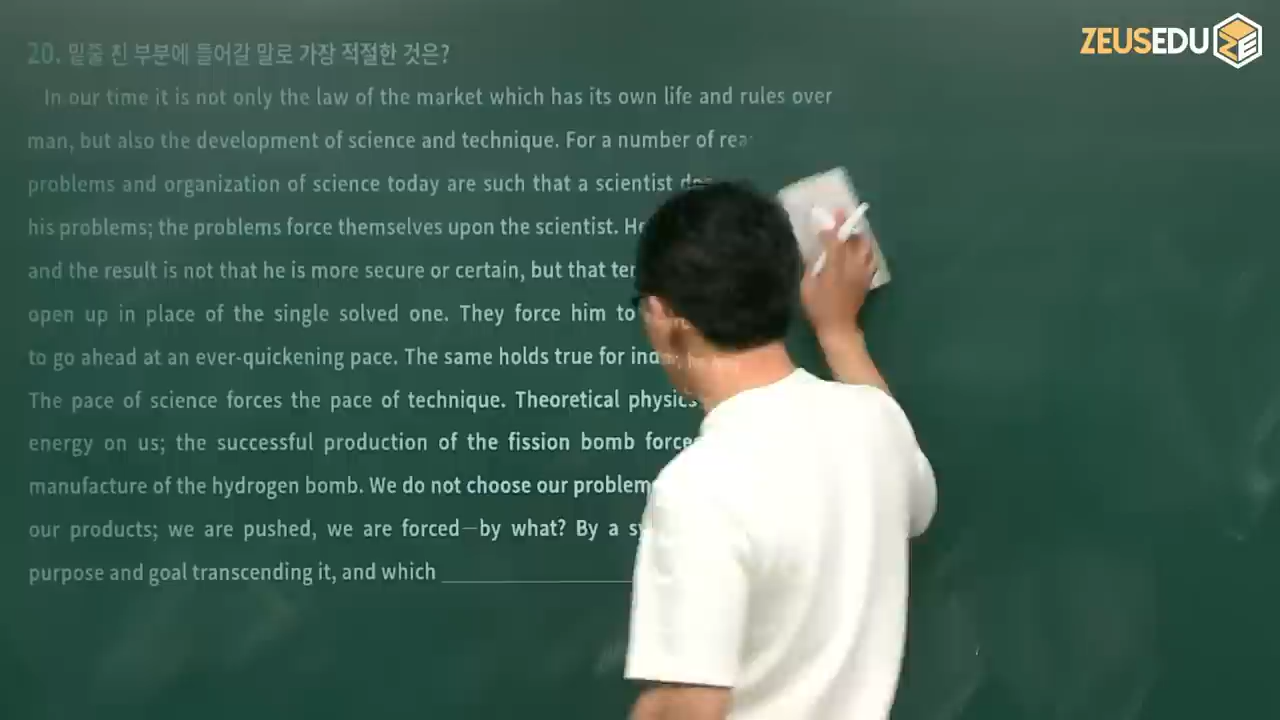 ZEUSEDU
20. 밑줄 친 부분에 들어갈 말로 가장 적절한 것은?
In our time it is not only the law of the market which has its own life and rules over
man, but also the development of science and technique. For a number of
problems and organization of science today are such that a scientist
his problems; the problems force themselves upon the scientist. He
and the result is not that he is more secure or certain, but that
open up in place of the single solved one. They force him to
to go ahead at an ever-quickening pace. The same holds true for
The pace of science forces the pace of technique. Theoretical
energy on us; the successful production of the fission bomb
manufacture of the hydrogen bomb. We do not choose our
our products; we are pushed, we are forced—by what? By a
purpose and goal transcending it, and which